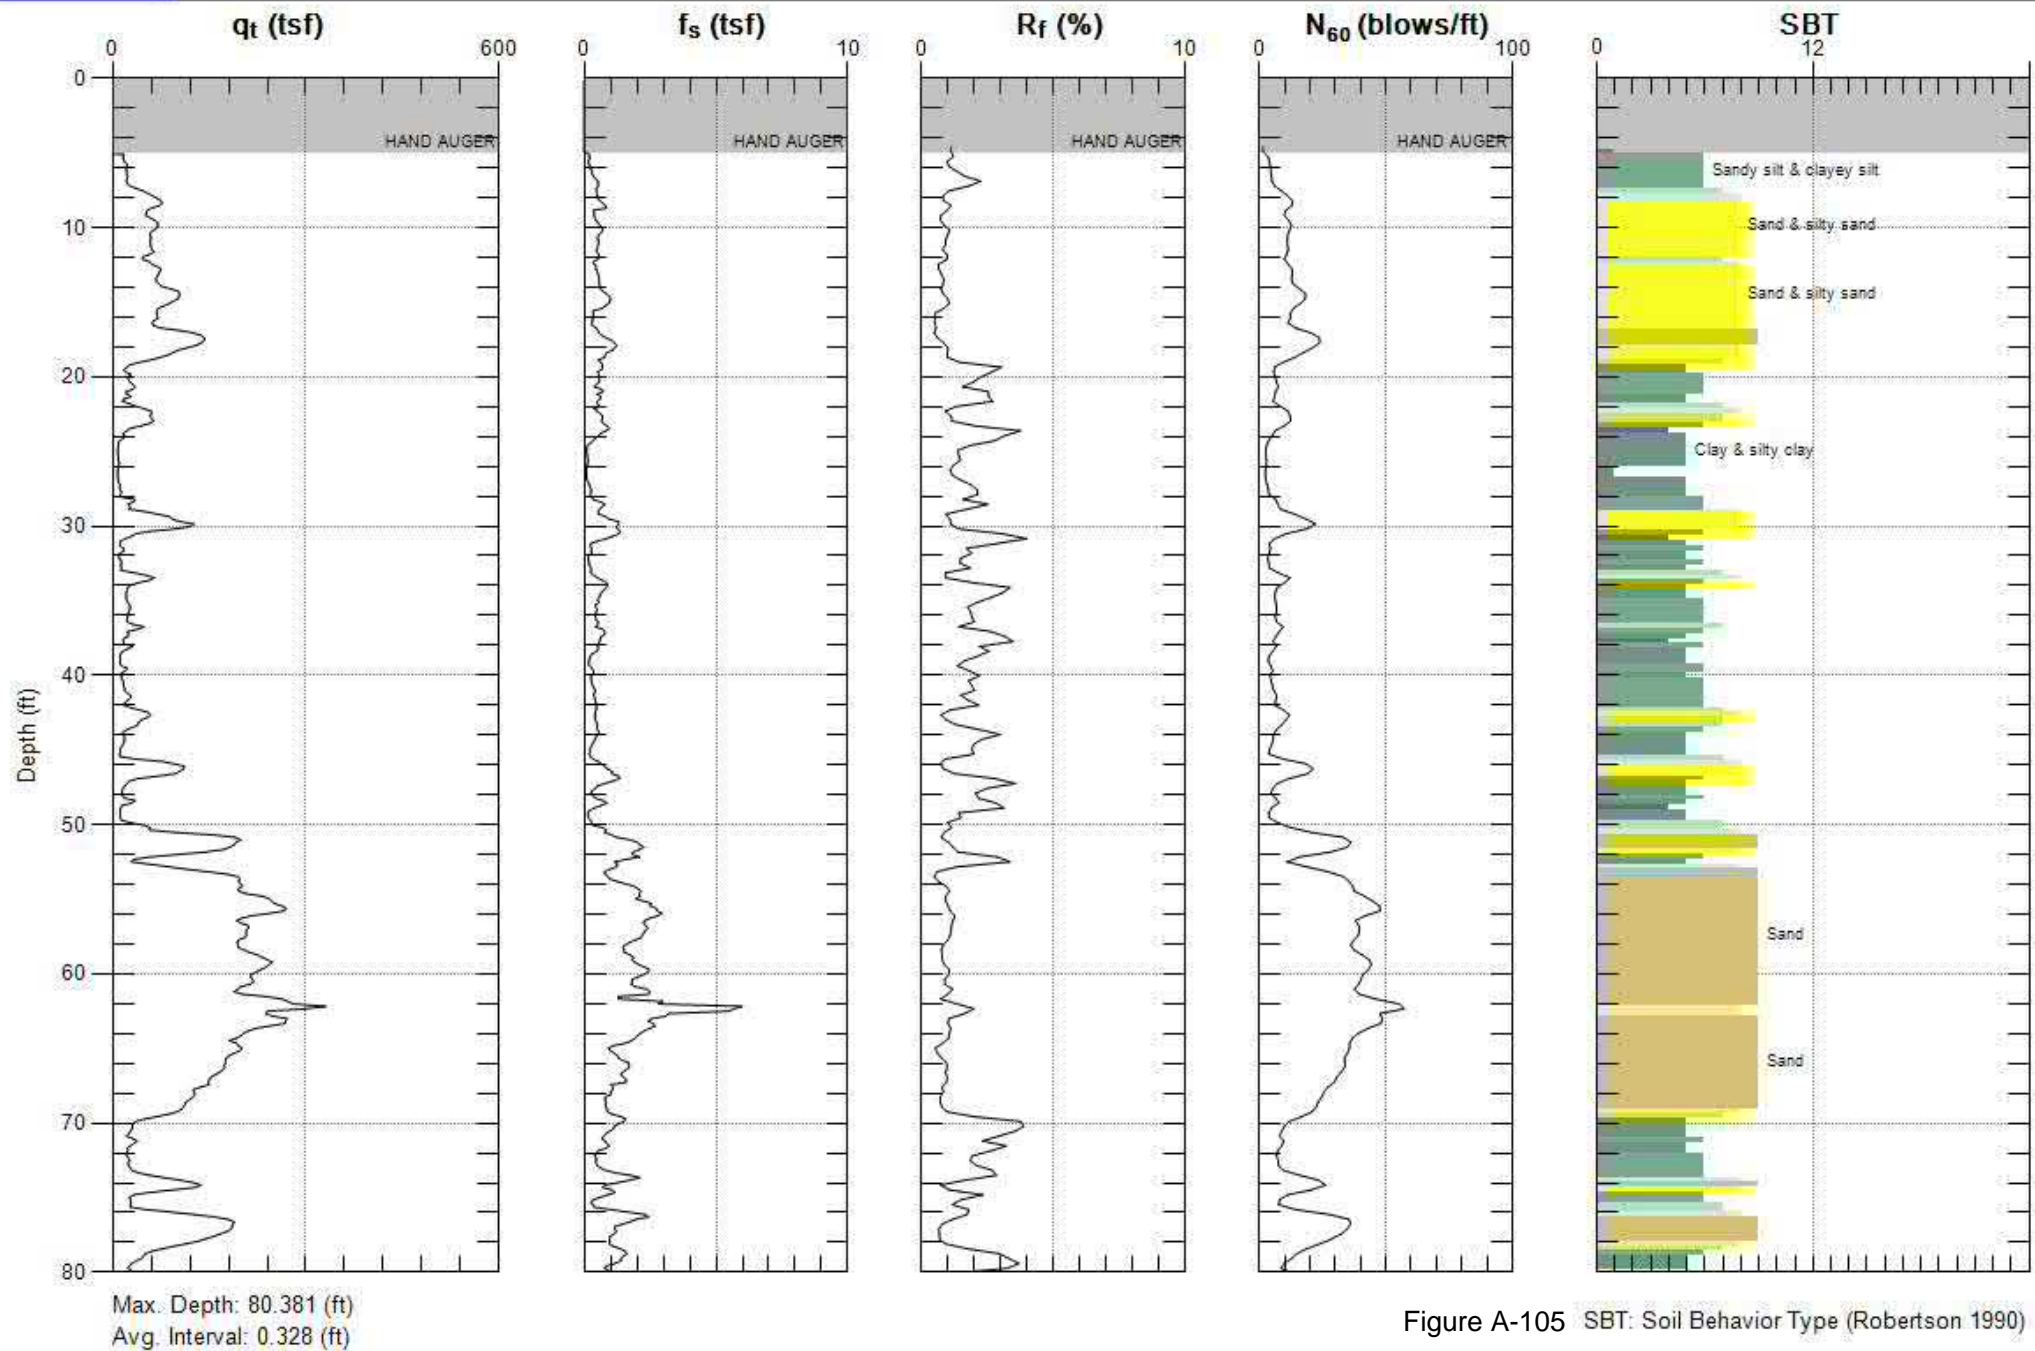 qt (tsf) fs (tsf) Rf (%) N60 (blows/ft) SBT
0 600 0 10 0 10 0 100 0 12
0
HAND AUGER HAND AUGER HAND AUGER HAND AUGER
Sandy silt & clayey silt
10
Sand & silty sand
Sand & silty sand
20
Clay & silty clay
30
40
Depth (ft)
50
Sand
60
Sand
70
80
Max. Depth: 80.381 (ft)
Avg. Interval: 0.328 (ft)
Figure A-105 SBT: Soil Behavior Type (Robertson 1990)